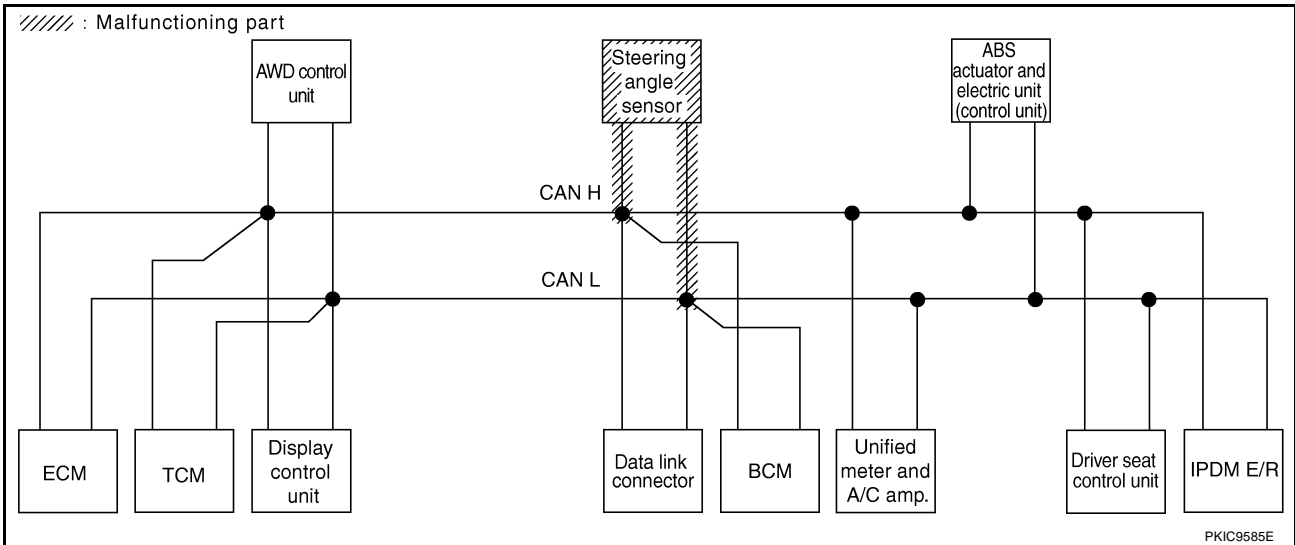 : Malfunctioning part
AWD control
unit
Steering
angle
sensor
ABS
actuator and
electric unit
(control unit)
CAN H
CAN L
ECM
TCM
Display
control
unit
Data link
connector
BCM
Unified
meter and
A/C amp.
Driver seat
control unit
IPDM E/R
PKIC9585E